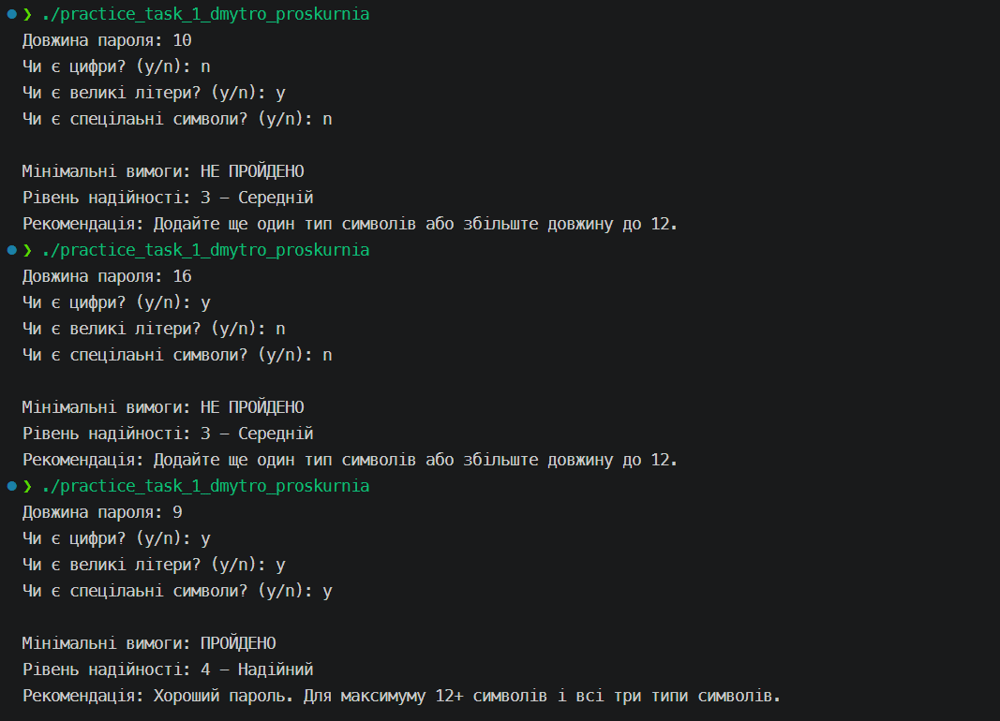 ❯ ./practice_task_1_dmytro_proskurnia
Довжина пароля: 10
Чи є цифри? (y/n): n
Чи є великі літери? (y/n): y
Чи є спецілаьні символи? (y/n): n
Мінімальні вимоги: НЕ ПРОЙДЕНО
Рівень надійності: 3 – Середній
Рекомендація: Додайте ще один тип символів або збільште довжину до 12.
❯ ./practice_task_1_dmytro_proskurnia
Довжина пароля: 16
Чи є цифри? (y/n): y
Чи є великі літери? (y/n): n
Чи є спецілаьні символи? (y/n): n
Мінімальні вимоги: НЕ ПРОЙДЕНО
Рівень надійності: 3 – Середній
Рекомендація: Додайте ще один тип символів або збільште довжину до 12.
❯ ./practice_task_1_dmytro_proskurnia
Довжина пароля: 9
Чи є цифри? (y/n): y
Чи є великі літери? (y/n): y
Чи є спецілаьні символи? (y/n): y
Мінімальні вимоги: ПРОЙДЕНО
Рівень надійності: 4 – Надійний
Рекомендація: Хороший пароль. Для максимуму 12+ символів і всі три типи символів.